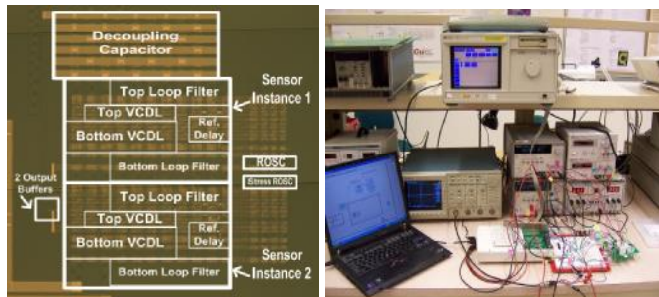 Decoupling
Capacitor
Top Loop Filter
Sensor
Instance 1
Top VCDL
Bottom VCDL
Ref.
Delay
Bottom Loop Filter
ROSC
Stress ROSC
2 Output
Buffers
Top Loop Filter
Top VCDL
Bottom VCDL
Ref.
Delay
Bottom Loop Filter
Sensor
Instance 2